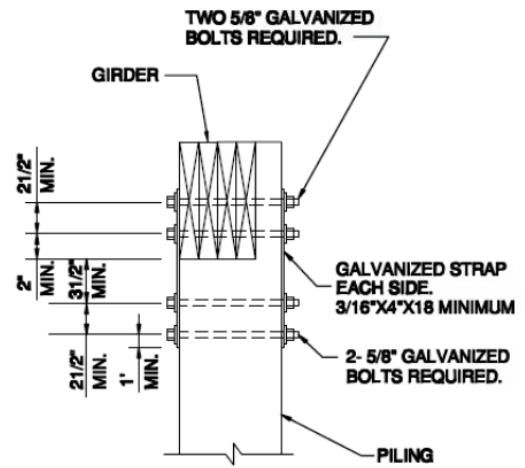 TWO 5/8" GALVANIZED
BOLTS REQUIRED.
GIRDER
21/2"
MIN.
2"
MIN.
31/2"
MIN.
21/2"
MIN.
1'
MIN.
GALVANIZED STRAP
EACH SIDE.
3/16"X4"X18 MINIMUM
2- 5/8" GALVANIZED
BOLTS REQUIRED.
PILING